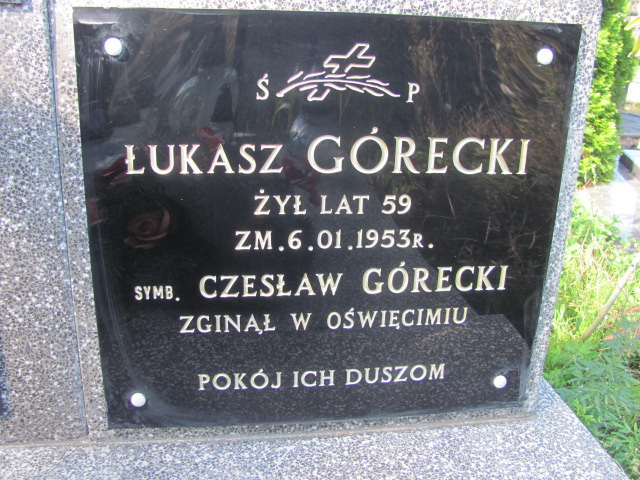 Ś P
ŁUKASZ GÓRECKI
ŻYŁ LAT 59
ZM. 6.01.1953R.
SYMB. CZESŁAW GÓRECKI
ZGINĄŁ W OŚWIĘCIMIU
POKÓJ ICH DUSZOM